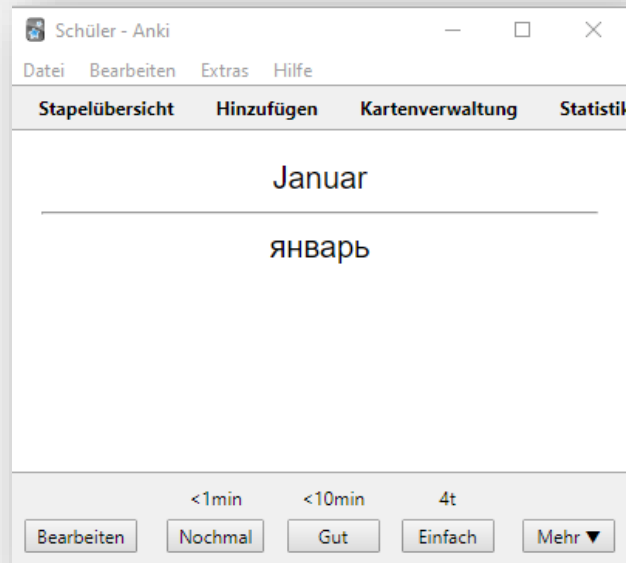 Schüler - Anki
Datei Bearbeiten Extras Hilfe
Stapelübersicht Hinzufügen Kartenverwaltung Statistik
Januar
январь
<1min <10min 4t
Bearbeiten Nochmal Gut Einfach Mehr ▼